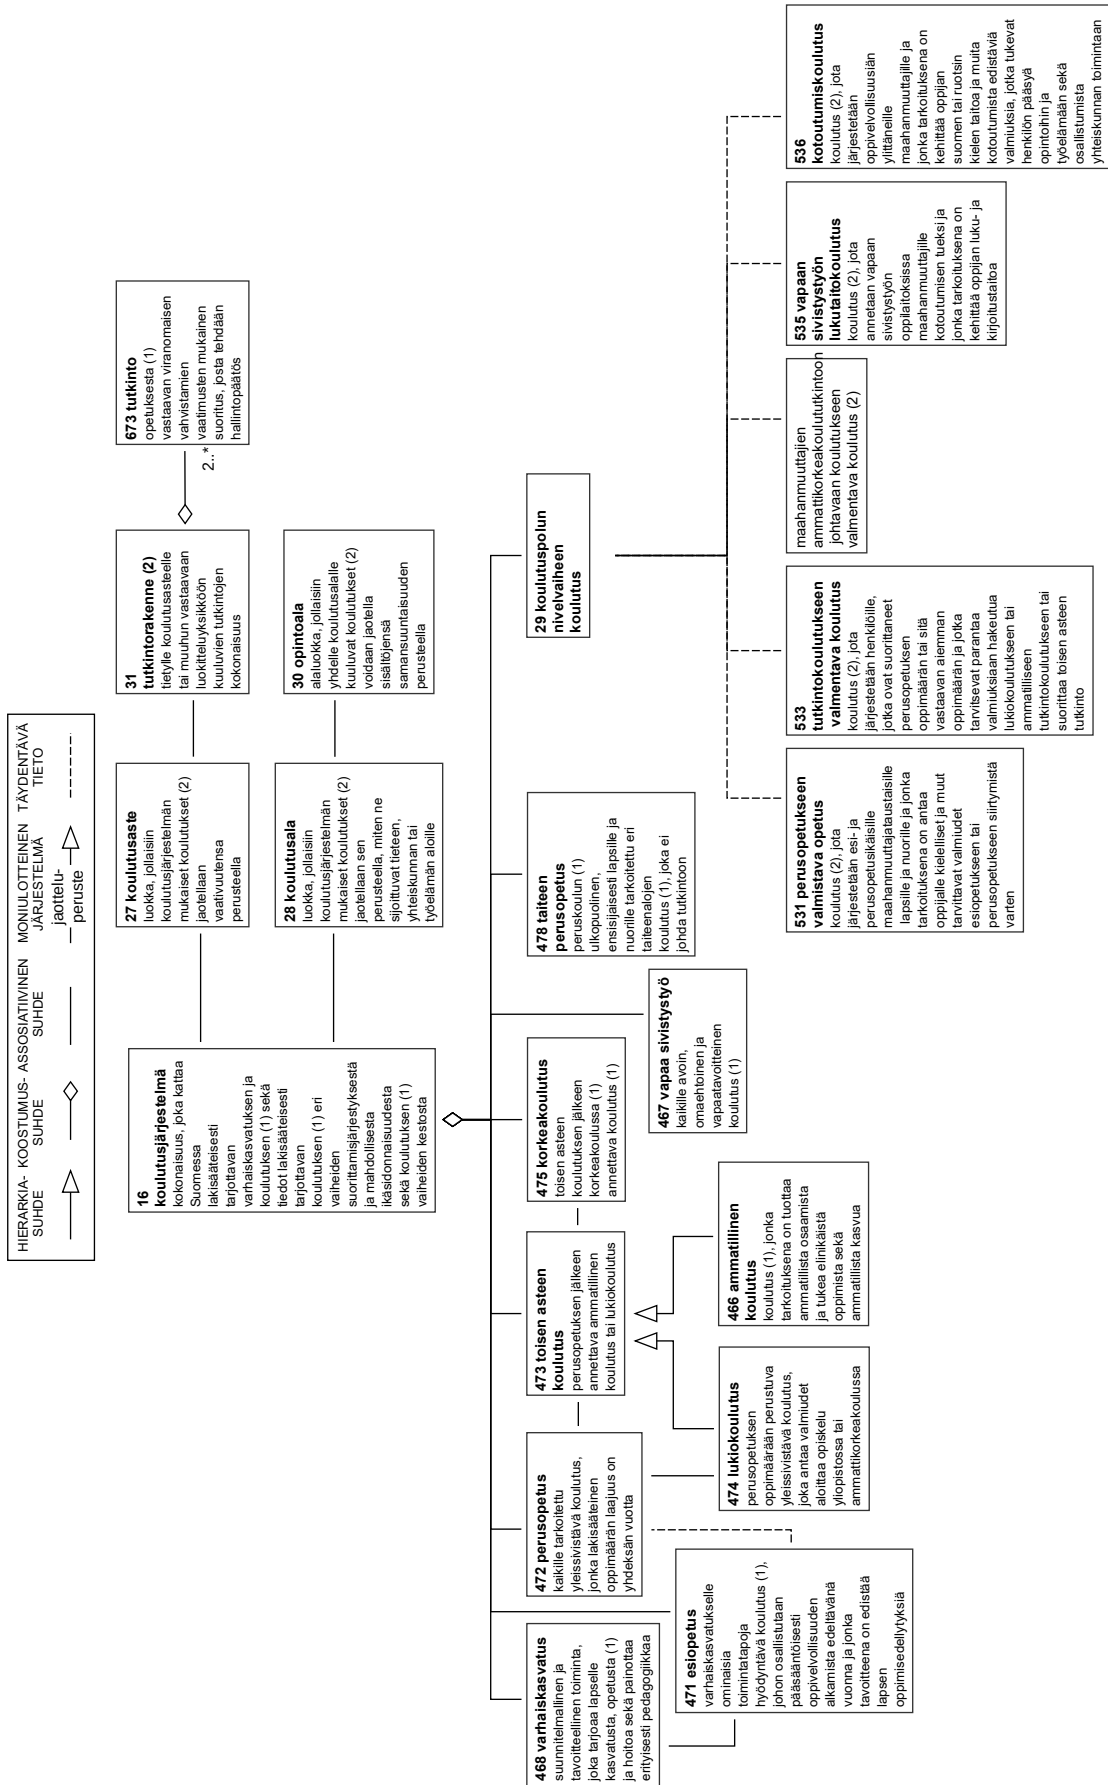 HIERARKIA-
SUHDE
KOOSTUMUS-
SUHDE
ASSOSIATIIVINEN
SUHDE
MONIULOTTEINEN
JÄRJESTELMÄ
jaottelu-
peruste
TÄYDENTÄVÄ
TIETO
16
koulutusjärjestelmä
kokonaisuus, joka kattaa
Suomessa
lakisääteisesti
tarjottavan
varhaiskasvatuksen ja
koulutuksen (1) sekä
tiedot lakisääteisesti
tarjottavan
koulutuksen (1) eri
vaiheiden
suorittamisjärjestyksestä
ja mahdollisesta
ikäsidonnaisuudesta
sekä koulutuksen (1)
vaiheiden kestosta
27 koulutusaste
luokka, jollaisiin
koulutusjärjestelmän
mukaiset koulutukset (2)
jaotellaan
vaativuutensa
perusteella
31
tutkintorakenne (2)
tietylle koulutusasteelle
tai muuhun vastaavaan
luokitteluyksikköön
kuuluvien tutkintojen
kokonaisuus
2..*
673 tutkinto
opetuksesta (1)
vastaavan viranomaisen
vahvistamien
vaatimusten mukainen
suoritus, josta tehdään
hallintopäätös
28 koulutusala
luokka, jollaisiin
koulutusjärjestelmän
mukaiset koulutukset (2)
jaotellaan sen
perusteella, miten ne
sijoittuvat tieteen,
yhteiskunnan tai
työelämän aloille
30 opintoala
alaluokka, jollaisiin
yhdelle koulutusalalle
kuuluvat koulutukset (2)
voidaan jaotella
sisältöjensä
samansuuntaisuuden
perusteella
468 varhaiskasvatus
suunnitelmallinen ja
tavoitteellinen toiminta,
joka tarjoaa lapselle
kasvatusta, opetusta (1)
ja hoitoa sekä painottaa
erityisesti pedagogiikkaa
472 perusopetus
kaikille tarkoitettu
yleissivistävä koulutus,
jonka lakisääteinen
oppimäärän laajuus on
yhdeksän vuotta
473 toisen asteen
koulutus
perusopetuksen jälkeen
annettava ammatillinen
koulutus tai lukiokoulutus
475 korkeakoulutus
toisen asteen
koulutuksen jälkeen
korkeakoulussa (1)
annettava koulutus (1)
478 taiteen
perusopetus
peruskoulun (1)
ulkopuolinen,
ensisijaisesti lapsille ja
nuorille tarkoitettu eri
taiteenalojen
koulutus (1), joka ei
johda tutkintoon
29 koulutuspolun
nivelvaiheen
koulutus
471 esiopetus
varhaiskasvatukselle
ominaisia
toimintatapoja
hyödyntävä koulutus (1),
johon osallistutaan
pääsääntöisesti
oppivelvollisuuden
alkamista edeltävänä
vuonna ja jonka
tavoitteena on edistää
lapsen
oppimisedellytyksiä
474 lukiokoulutus
perusopetuksen
oppimäärään perustuva
yleissivistävä koulutus,
joka antaa valmiudet
aloittaa opiskelu
yliopistossa tai
ammattikorkeakoulussa
466 ammatillinen
koulutus
koulutus (1), jonka
tarkoituksena on tuottaa
ammatillista osaamista
ja tukea elinikäistä
oppimista sekä
ammatillista kasvua
467 vapaa sivistystyö
kaikille avoin,
omaehtoinen ja
vapaatavoitteinen
koulutus (1)
531 perusopetukseen
valmistava opetus
koulutus (2), jota
järjestetään esi- ja
perusopetusikäisille
maahanmuuttajataustaisille
lapsille ja nuorille ja jonka
tarkoituksena on antaa
oppijalle kielelliset ja muut
tarvittavat valmiudet
esiopetukseen tai
perusopetukseen siirtymistä
varten
533
tutkintokoulutukseen
valmentava koulutus
koulutus (2), jota
järjestetään henkilöille,
jotka ovat suorittaneet
perusopetuksen
oppimäärän tai sitä
vastaavan aiemman
oppimäärän ja jotka
tarvitsevat parantaa
valmiuksiaan hakeutua
lukiokoulutukseen tai
ammatilliseen
tutkintokoulutukseen tai
suorittaa toisen asteen
tutkinto
maahanmuuttajien
ammattikorkeakoulututkintoon
johtavaan koulutukseen
valmentava koulutus (2)
535 vapaan
sivistystyön
lukutaitokoulutus
koulutus (2), jota
annetaan vapaan
sivistystyön
oppilaitoksissa
maahanmuuttajille
kotoutumisen tueksi ja
jonka tarkoituksena on
kehittää oppijan luku- ja
kirjoitustaitoa
536
kotoutumiskoulutus
koulutus (2), jota
järjestetään
oppivelvollisuusiän
ylittäneille
maahanmuuttajille ja
jonka tarkoituksena on
kehittää oppijan
suomen tai ruotsin
kielen taitoa ja muita
kotoutumista edistäviä
valmiuksia, jotka tukevat
henkilön pääsyä
opintoihin ja
työelämään sekä
osallistumista
yhteiskunnan toimintaan